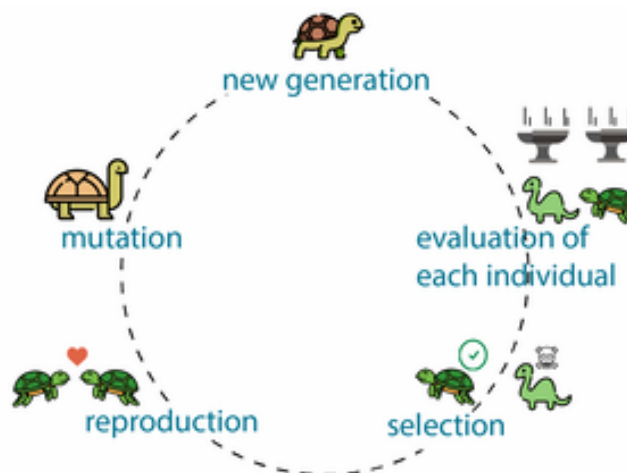 new generation
evaluation of
each individual
selection
reproduction
mutation